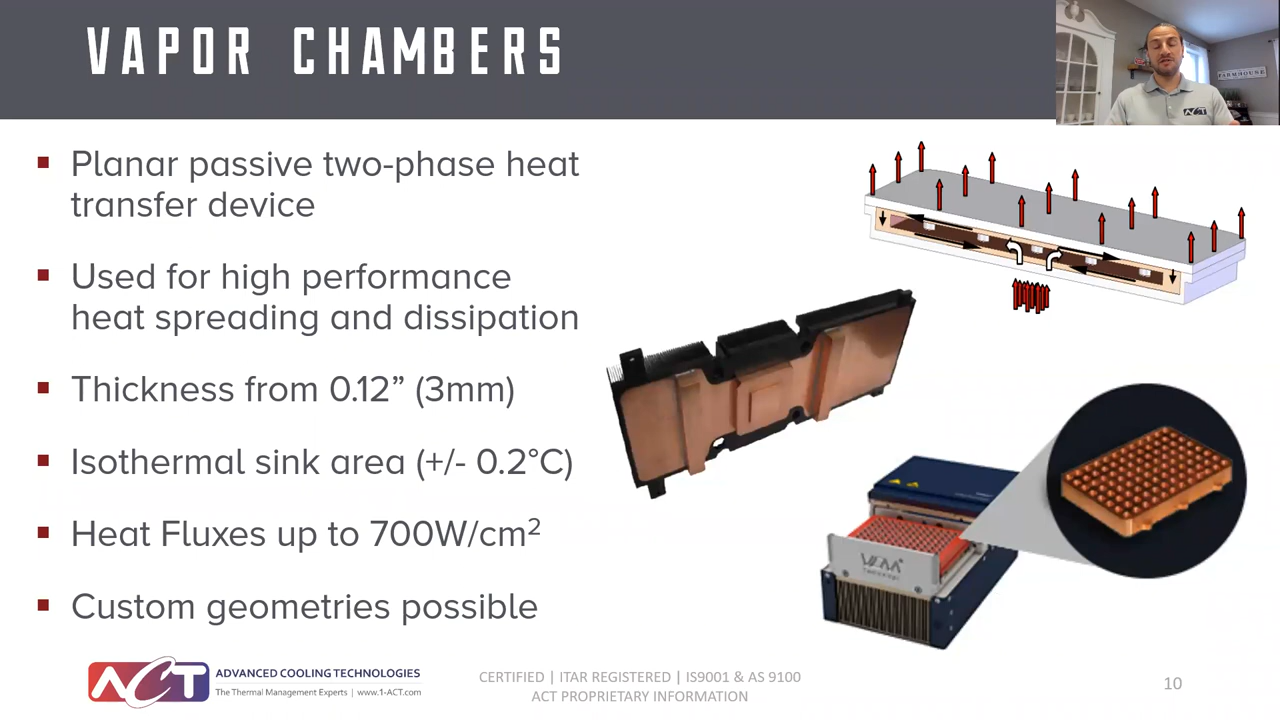 VAPOR CHAMBERS
FARMHOUSE
ACT
Planar passive two-phase heat
transfer device
Used for high performance
heat spreading and dissipation
Thickness from 0.12” (3mm)
Isothermal sink area (+/- 0.2°C)
Heat Fluxes up to 700W/cm²
Custom geometries possible
ACT
ADVANCED COOLING TECHNOLOGIES
The Thermal Management Experts | www.1-ACT.com
CERTIFIED | ITAR REGISTERED | IS9001 & AS 9100
ACT PROPRIETARY INFORMATION
10